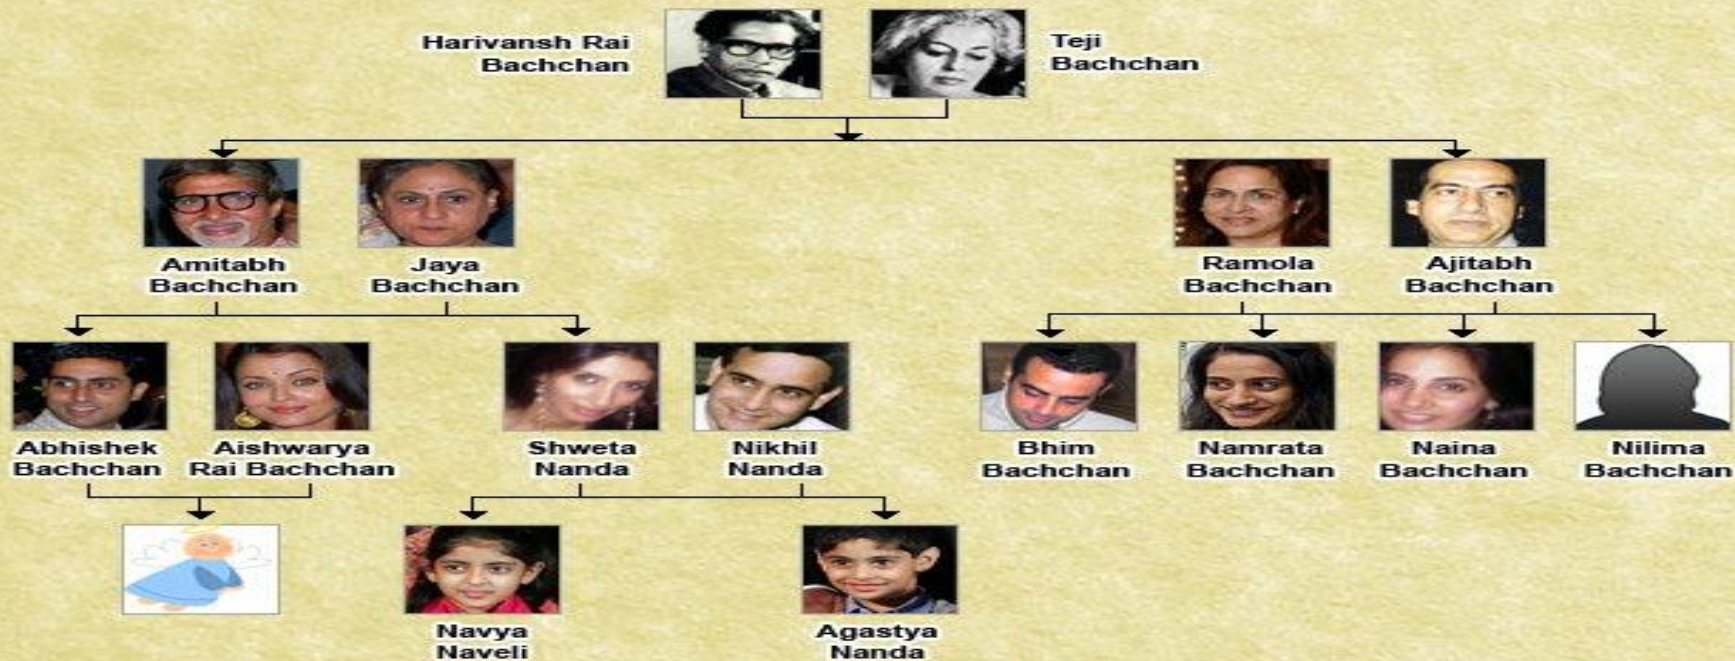 Harivansh Rai
Bachchan
Teji
Bachchan
Amitabh
Bachchan
Jaya
Bachchan
Ramola
Bachchan
Ajitabh
Bachchan
Abhishek
Bachchan
Aishwarya
Rai Bachchan
Shweta
Nanda
Nikhil
Nanda
Bhim
Bachchan
Namrata
Bachchan
Naina
Bachchan
Nilima
Bachchan
Navya
Naveli
Agastya
Nanda